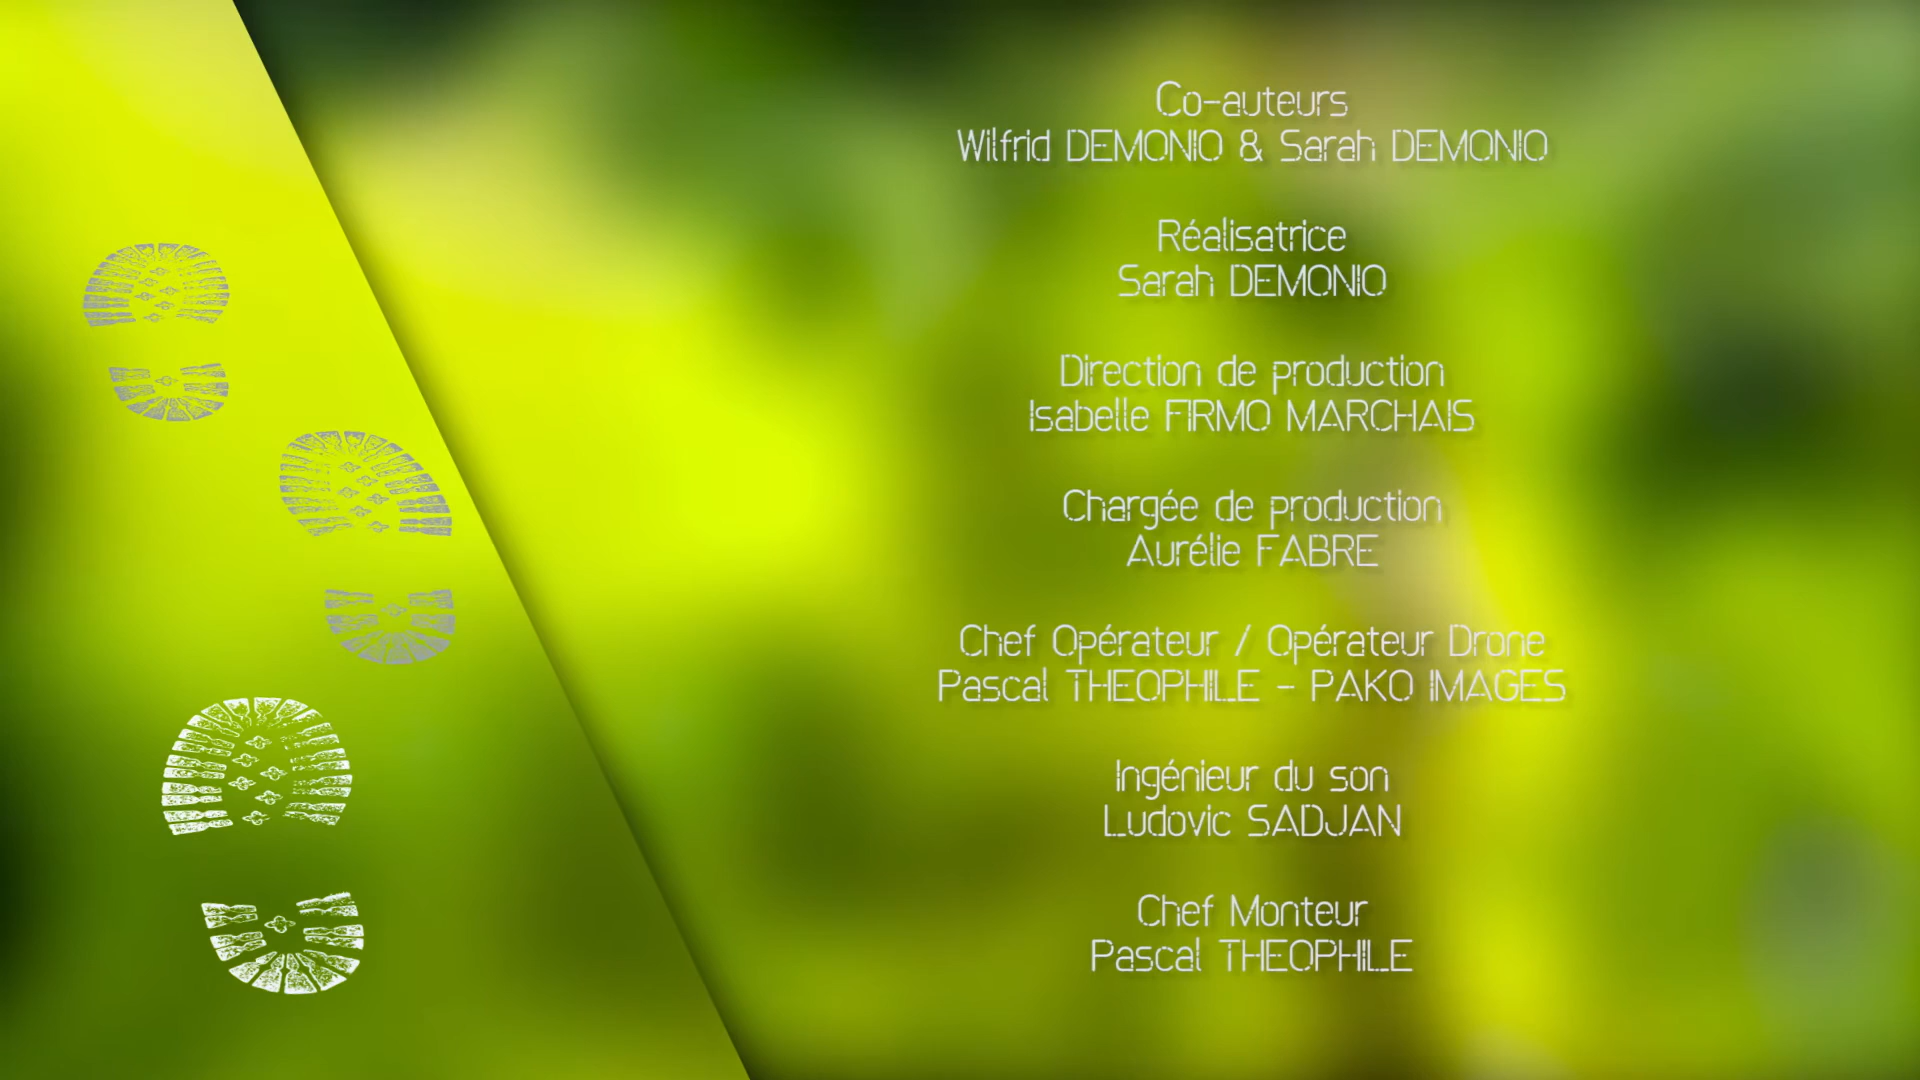 Co-auteurs
Wilfrid DEMONIO & Sarah DEMONIO
Réalisatrice
Sarah DEMONIO
Direction de production
Isabelle FIRMO MARCHAIS
Chargée de production
Aurélie FABRE
Chef Opérateur / Opérateur Drone
Pascal THEOPHILE - PAKO IMAGES
Ingénieur du son
Ludovic SADJAN
Chef Monteur
Pascal THEOPHILE